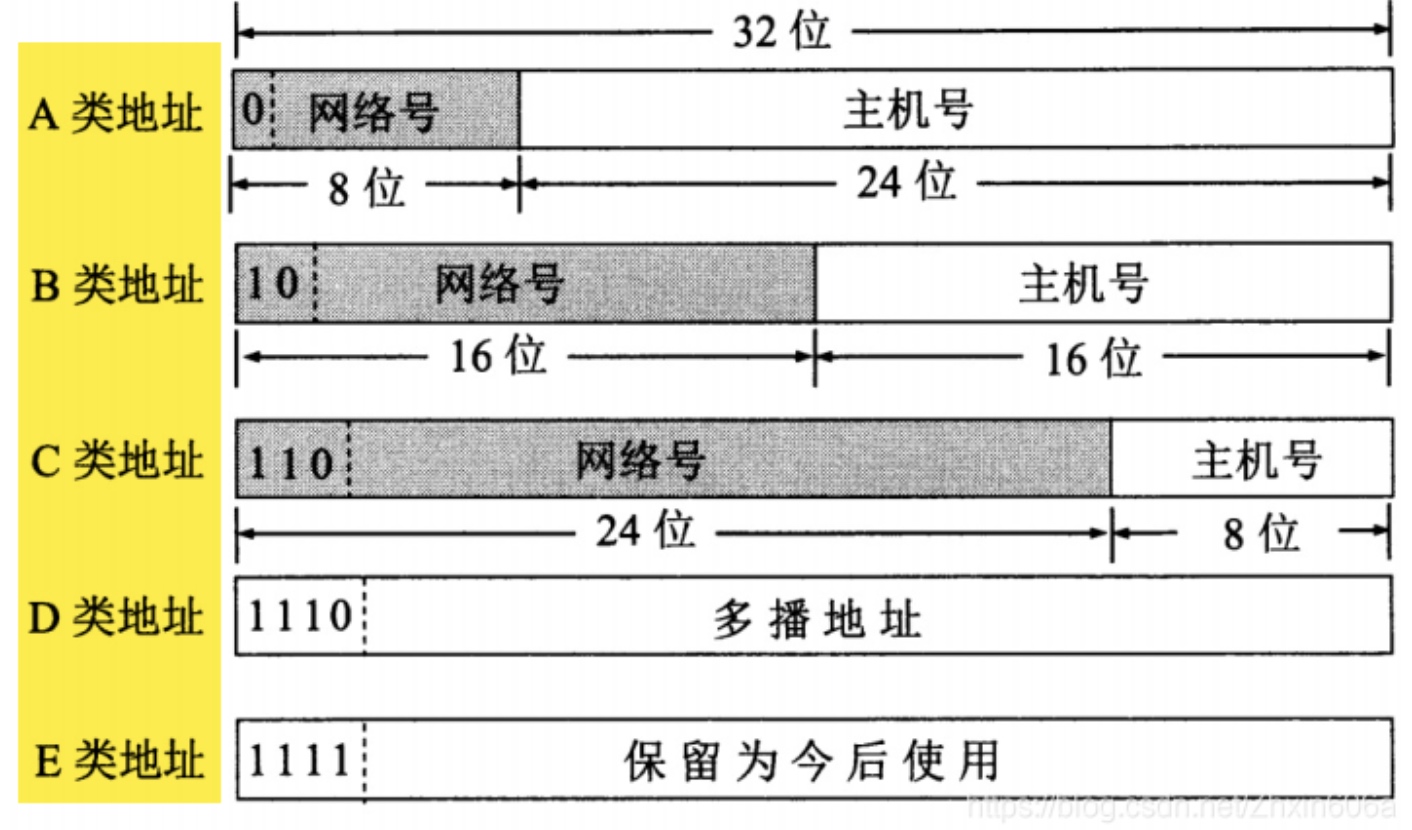 32 位
A 类地址 0 网络号 主机号
8 位 24 位
B 类地址 10 网络号 主机号
16 位 16 位
C 类地址 110 网络号 主机号
24 位 8 位
D 类地址 1110 多播地址
E 类地址 1111 保留为今后使用
https://blog.csdn.net/Zhxin606a